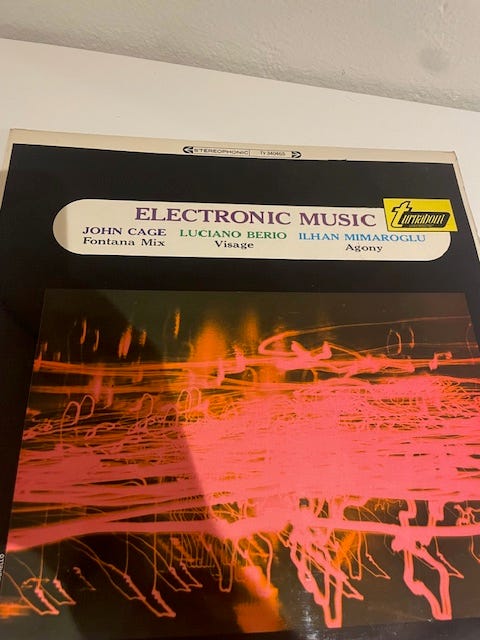 STEREOPHONIC TV 34046S
ELECTRONIC MUSIC
turnabout
JOHN CAGE LUCIANO BERIO ILHAN MIMAROGLU
Fontana Mix Visage Agony